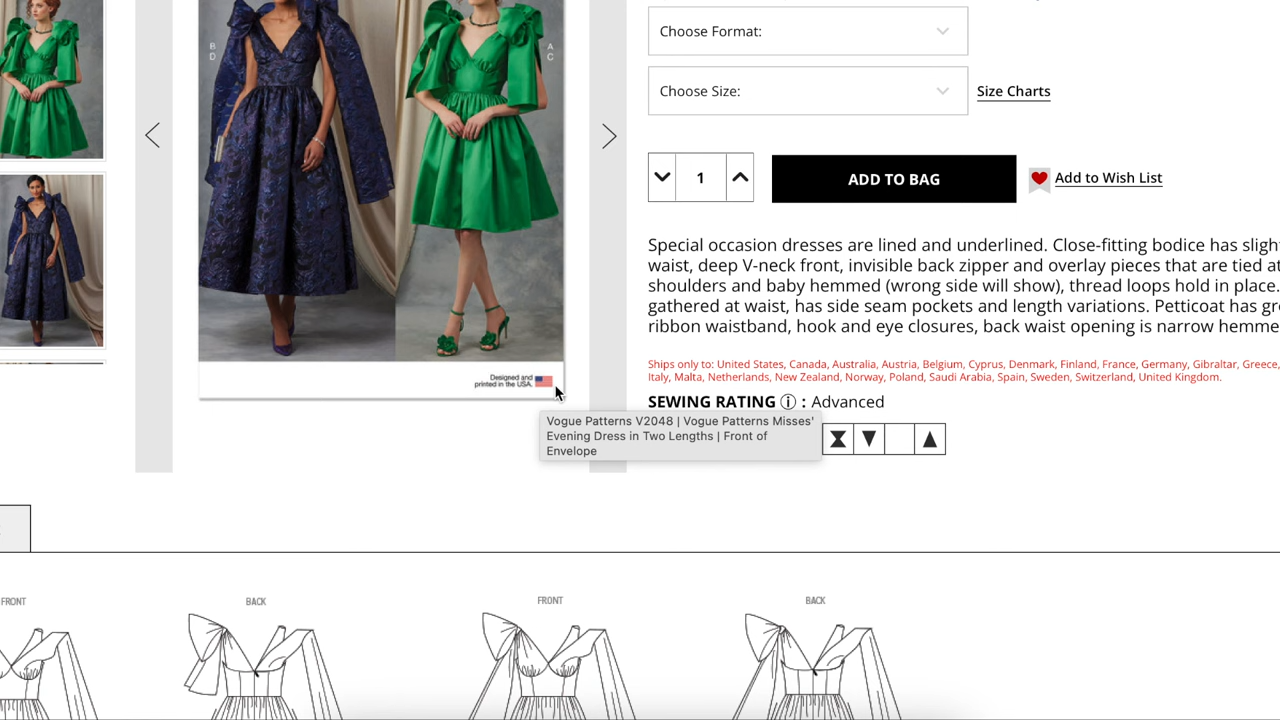 B
D
A
C
Designed and
printed in the USA.
Choose Format:
Choose Size:
Size Charts
1
ADD TO BAG
Add to Wish List
Special occasion dresses are lined and underlined. Close-fitting bodice has
waist, deep V-neck front, invisible back zipper and overlay pieces that are tied
shoulders and baby hemmed (wrong side will show), thread loops hold in place.
gathered at waist, has side seam pockets and length variations. Petticoat has
ribbon waistband, hook and eye closures, back waist opening is narrow
Ships only to: United States, Canada, Australia, Austria, Belgium, Cyprus, Denmark, Finland, France, Germany, Gibraltar, Greece,
Italy, Malta, Netherlands, New Zealand, Norway, Poland, Saudi Arabia, Spain, Sweden, Switzerland, United Kingdom.
SEWING RATING ⓘ : Advanced
Vogue Patterns V2048 | Vogue Patterns Misses'
Evening Dress in Two Lengths | Front of
Envelope
FRONT
BACK
FRONT
BACK